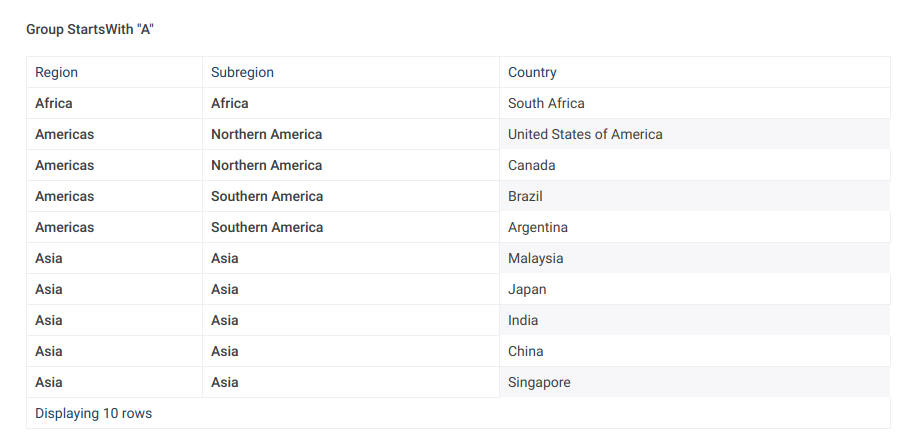 Group StartsWith "A"
Region Subregion Country
Africa Africa South Africa
Americas Northern America United States of America
Americas Northern America Canada
Americas Southern America Brazil
Americas Southern America Argentina
Asia Asia Malaysia
Asia Asia Japan
Asia Asia India
Asia Asia China
Asia Asia Singapore
Displaying 10 rows